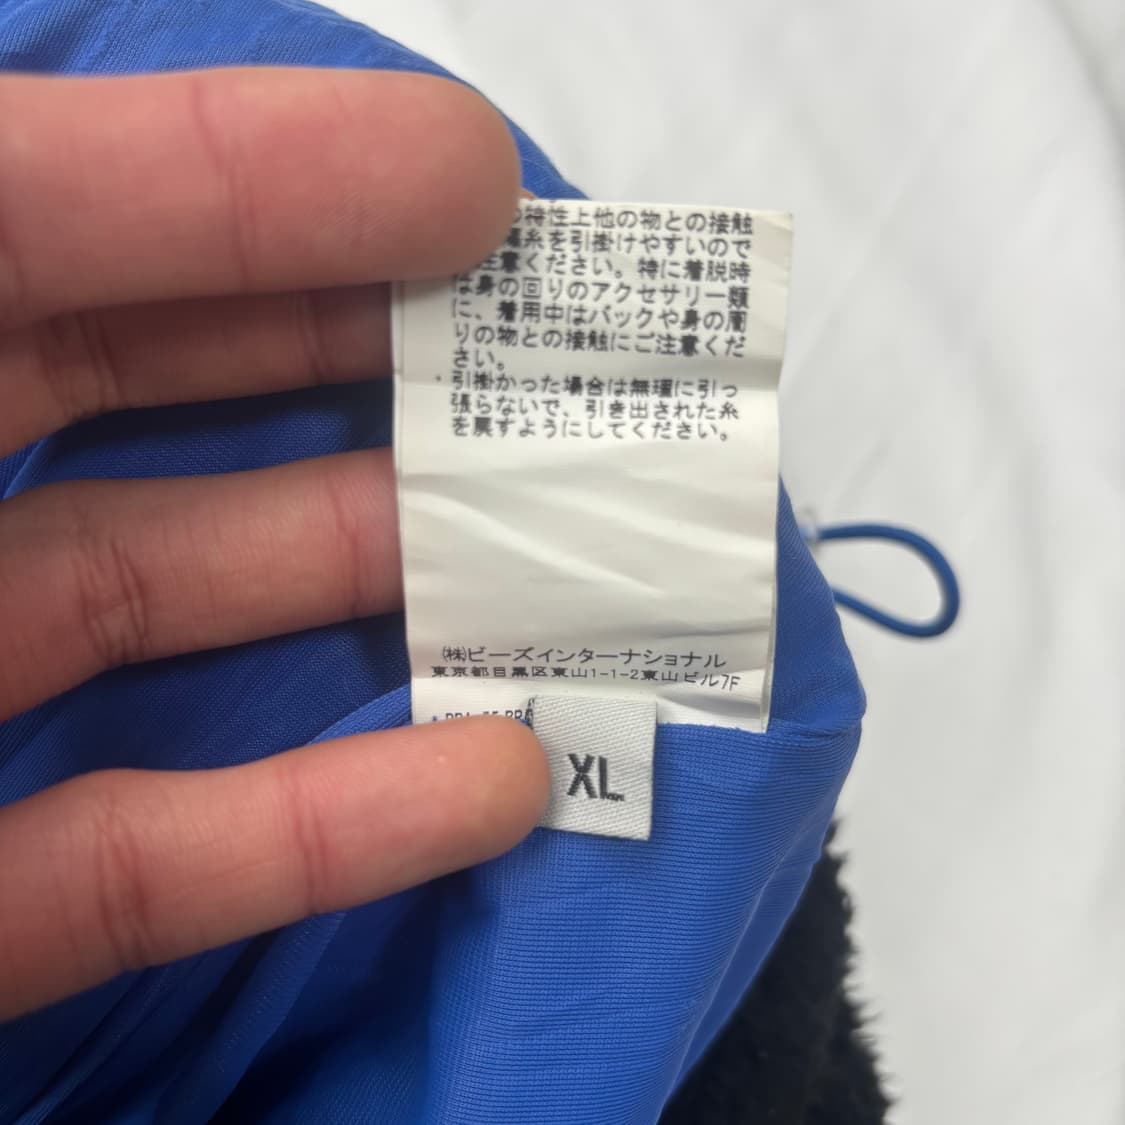 の特性上他の物との接触
糸を引掛けやすいので
注意ください。特に着脱時
は身の回りのアクセサリー類
に、着用中はバックや身の周
りの物との接触にご注意くだ
さい。
・引掛かった場合は無理に引っ
張らないで、引き出された糸
を戻すようにしてください。
㈱ビーズインターナショナル
東京都目黒区東山1-1-2東山ビル7F
XL